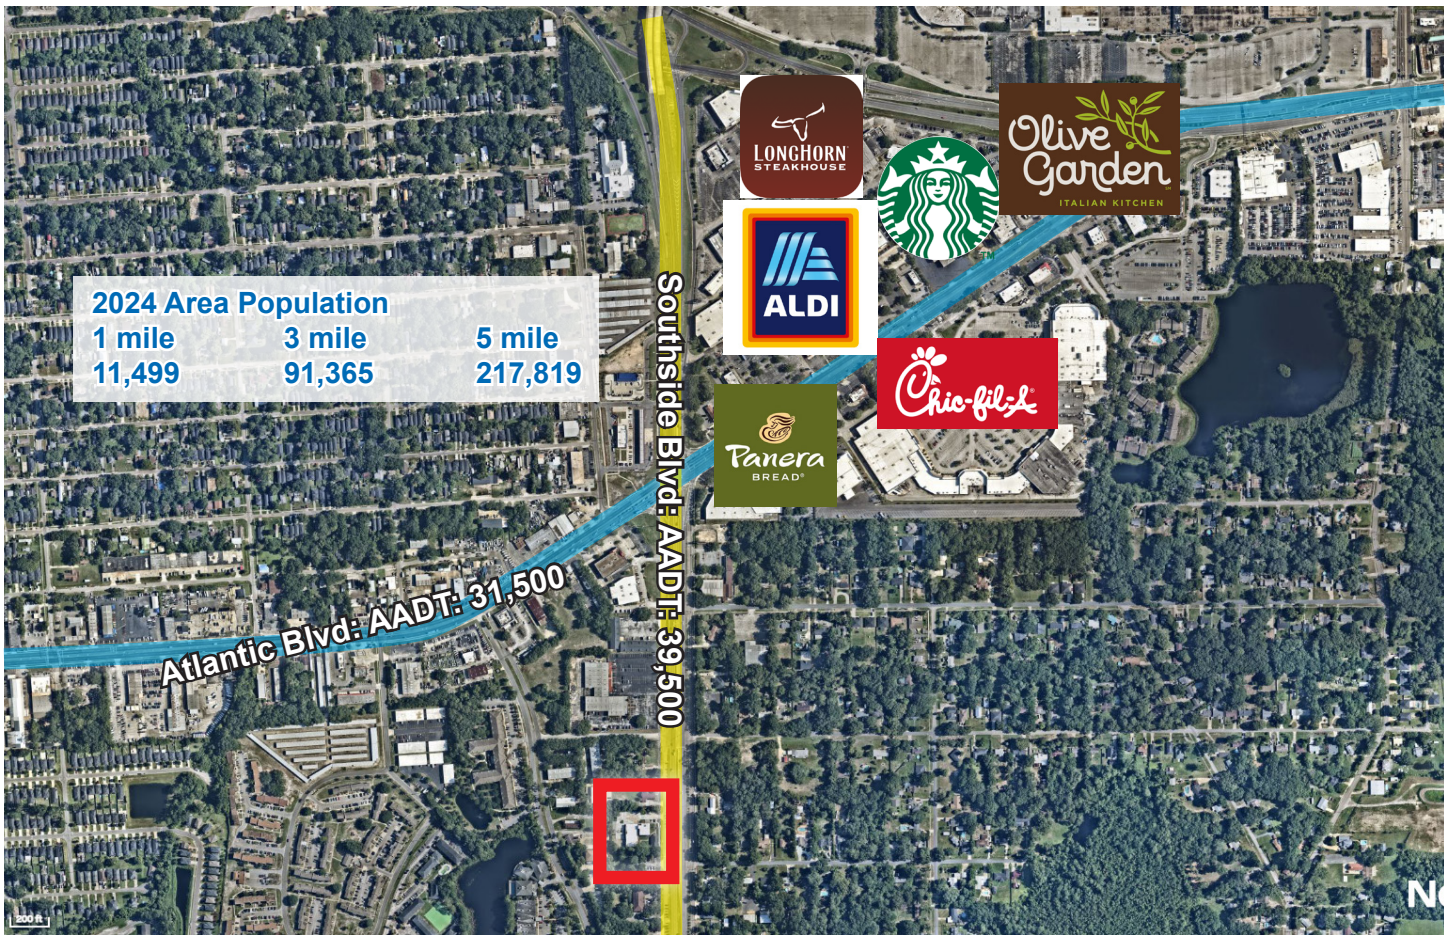 LONGHORN
STEAKHOUSE
Olive
Garden
ITALIAN KITCHEN
TM
ALDI
2024 Area Population
1 mile 3 mile 5 mile
11,499 91,365 217,819
Southside Blvd: AADT: 39,500
Chick-fil-A
Panera
BREAD®
Atlantic Blvd: AADT: 31,500
200 ft